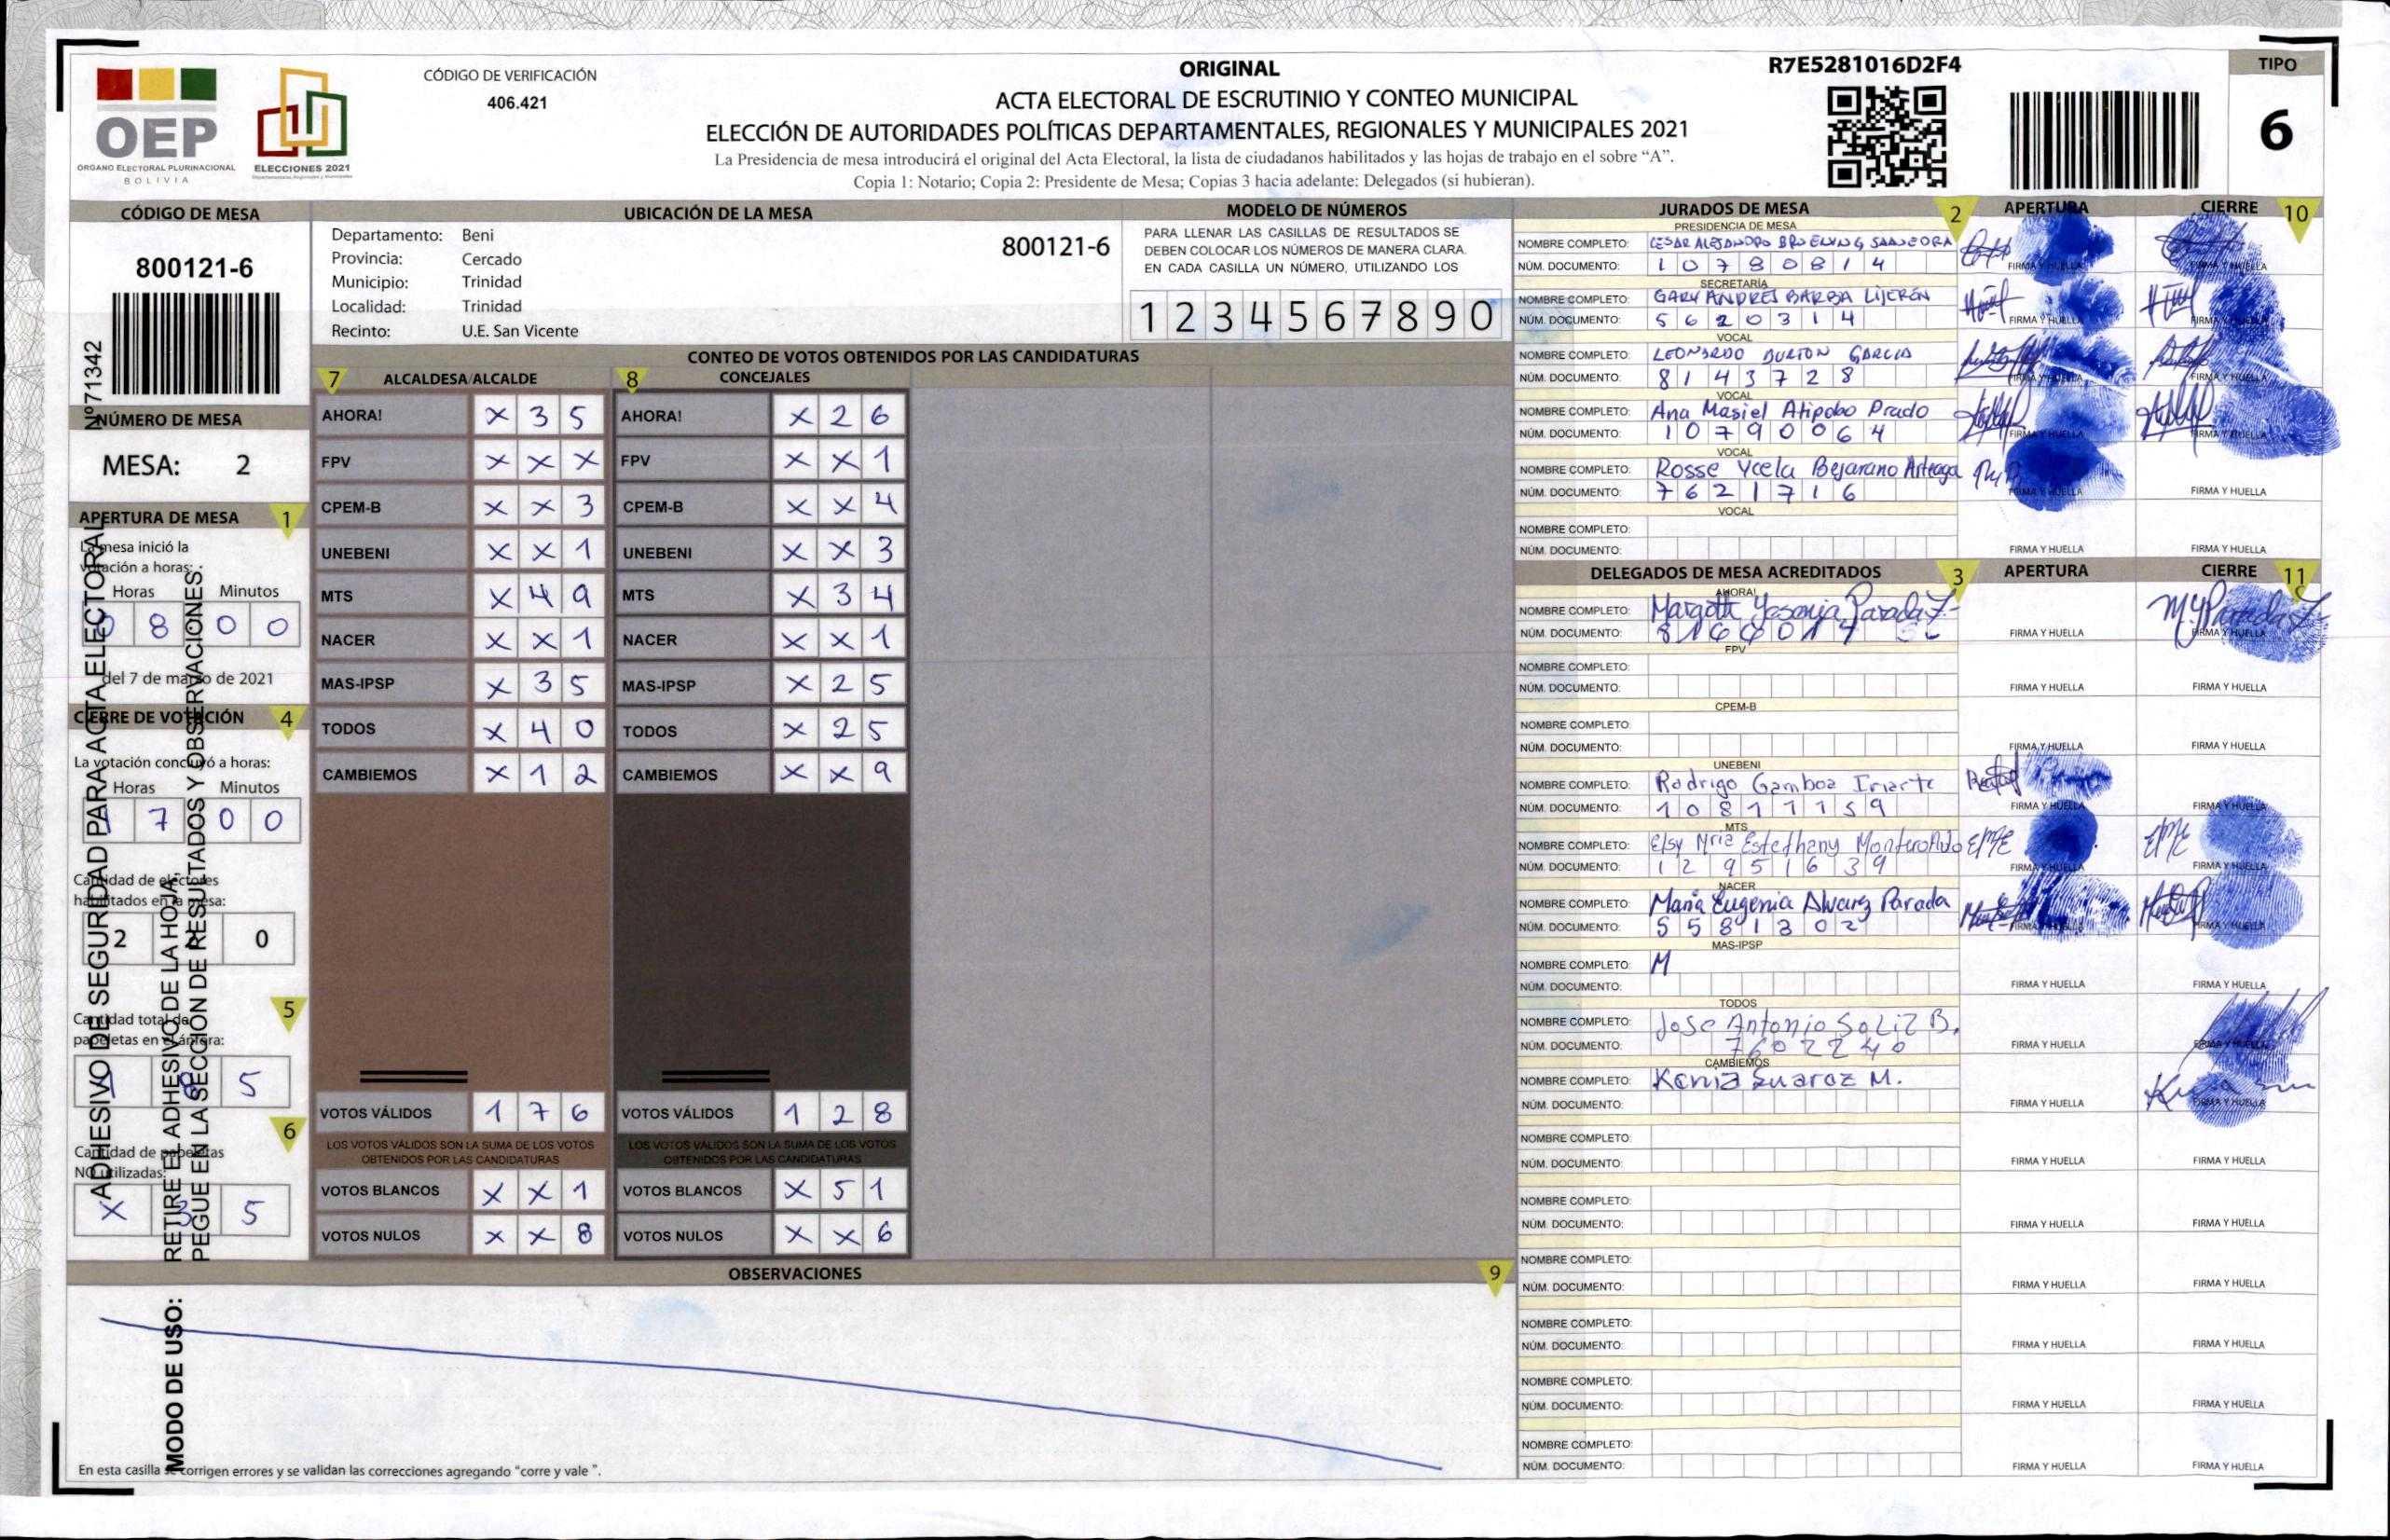 ORIGINAL
R7E5281016D2F4
TIPO
6
OEP
ÓRGANO ELECTORAL PLURINACIONAL
BOLIVIA
ELECCIONES 2021
CÓDIGO DE VERIFICACIÓN
406.421
ACTA ELECTORAL DE ESCRUTINIO Y CONTEO MUNICIPAL
ELECCIÓN DE AUTORIDADES POLÍTICAS DEPARTAMENTALES, REGIONALES Y MUNICIPALES 2021
La Presidencia de mesa introducirá el original del Acta Electoral, la lista de ciudadanos habilitados y las hojas de trabajo en el sobre “A”.
Copia 1: Notario; Copia 2: Presidente de Mesa; Copias 3 hacia adelante: Delegados (si hubieran).
CÓDIGO DE MESA
800121-6
Nº71342
NÚMERO DE MESA
MESA: 2
APERTURA DE MESA 1
La mesa inició la
votación a horas:
Horas Minutos
0 8 0 0
del 7 de marzo de 2021
CIERRE DE VOTACIÓN 4
La votación concluyó a horas:
Horas Minutos
1 7 0 0
Cantidad de electores
habilitados en la mesa:
2 2 0
5
Cantidad total de
papeletas en el ánfora:
1 8 5
6
Cantidad de papeletas
NO utilizadas:
X 3 5
ADHESIVO DE SEGURIDAD PARA ACTA ELECTORAL
MODO DE USO: RETIRE EL ADHESIVO DE LA HOJA.
PEGUE EN LA SECCIÓN DE RESULTADOS Y OBSERVACIONES.
UBICACIÓN DE LA MESA
Departamento: Beni
800121-6
Provincia: Cercado
Municipio: Trinidad
Localidad: Trinidad
Recinto: U.E. San Vicente
MODELO DE NÚMEROS
PARA LLENAR LAS CASILLAS DE RESULTADOS SE
DEBEN COLOCAR LOS NÚMEROS DE MANERA CLARA.
EN CADA CASILLA UN NÚMERO, UTILIZANDO LOS
1 2 3 4 5 6 7 8 9 0
CONTEO DE VOTOS OBTENIDOS POR LAS CANDIDATURAS
7 ALCALDESA/ALCALDE 8 CONCEJALES
AHORA! X 3 5 AHORA! X 2 6
FPV X X X FPV X X 1
CPEM-B X X 3 CPEM-B X X 4
UNEBENI X X 1 UNEBENI X X 3
MTS X 4 9 MTS X 3 4
NACER X X 1 NACER X X 1
MAS-IPSP X 3 5 MAS-IPSP X 2 5
TODOS X 4 0 TODOS X 2 5
CAMBIEMOS X 1 2 CAMBIEMOS X X 9
VOTOS VÁLIDOS 1 7 6 VOTOS VÁLIDOS 1 2 8
LOS VOTOS VÁLIDOS SON LA SUMA DE LOS VOTOS OBTENIDOS POR LAS CANDIDATURAS LOS VOTOS VÁLIDOS SON LA SUMA DE LOS VOTOS OBTENIDOS POR LAS CANDIDATURAS
VOTOS BLANCOS X X 1 VOTOS BLANCOS X 5 1
VOTOS NULOS X X 8 VOTOS NULOS X X 6
OBSERVACIONES 9
En esta casilla se corrigen errores y se validan las correcciones agregando “corre y vale ”.
JURADOS DE MESA 2 APERTURA CIERRE 10
PRESIDENCIA DE MESA
NOMBRE COMPLETO: CESAR ALEJANDRO
NÚM. DOCUMENTO: 1 0 7 8 0 8 1 4 FIRMA Y HUELLA FIRMA Y HUELLA
SECRETARÍA
NOMBRE COMPLETO: GARY ANDRES BARBA LIJERÓN
NÚM. DOCUMENTO: 5 6 2 0 3 1 4 FIRMA Y HUELLA FIRMA Y HUELLA
VOCAL
NOMBRE COMPLETO: LEONARDO BURTON GARCIA
NÚM. DOCUMENTO: 8 1 4 3 7 2 8 FIRMA Y HUELLA FIRMA Y HUELLA
VOCAL
NOMBRE COMPLETO: Ana Masiel Atipobo Prado
NÚM. DOCUMENTO: 1 0 7 9 0 0 6 4 FIRMA Y HUELLA FIRMA Y HUELLA
VOCAL
NOMBRE COMPLETO: Rosse Ycela Bejarano Arteaga
NÚM. DOCUMENTO: 7 6 2 1 7 1 6 FIRMA Y HUELLA FIRMA Y HUELLA
VOCAL
NOMBRE COMPLETO:
NÚM. DOCUMENTO: FIRMA Y HUELLA FIRMA Y HUELLA
DELEGADOS DE MESA ACREDITADOS 3 APERTURA CIERRE 11
AHORA!
NOMBRE COMPLETO: Margoth Yesenia Parada Z.
NÚM. DOCUMENTO: FIRMA Y HUELLA FIRMA Y HUELLA
FPV
NOMBRE COMPLETO:
NÚM. DOCUMENTO: FIRMA Y HUELLA FIRMA Y HUELLA
CPEM-B
NOMBRE COMPLETO:
NÚM. DOCUMENTO: FIRMA Y HUELLA FIRMA Y HUELLA
UNEBENI
NOMBRE COMPLETO: Rodrigo Gamboa Iriarte
NÚM. DOCUMENTO: 1 0 8 1 1 1 5 9 FIRMA Y HUELLA FIRMA Y HUELLA
MTS
NOMBRE COMPLETO: Elsy Mria Estefhany Montero
NÚM. DOCUMENTO: 1 2 9 5 1 6 3 9 FIRMA Y HUELLA FIRMA Y HUELLA
NACER
NOMBRE COMPLETO: Maria Eugenia Alvarez Parada
NÚM. DOCUMENTO: 5 5 8 1 3 0 2 FIRMA Y HUELLA FIRMA Y HUELLA
MAS-IPSP
NOMBRE COMPLETO: M
NÚM. DOCUMENTO: FIRMA Y HUELLA FIRMA Y HUELLA
TODOS
NOMBRE COMPLETO: Jose Antonio Soliz B.
NÚM. DOCUMENTO: 7 6 0 2 2 4 0 FIRMA Y HUELLA FIRMA Y HUELLA
CAMBIEMOS
NOMBRE COMPLETO: Kenia Suarez M.
NÚM. DOCUMENTO: FIRMA Y HUELLA FIRMA Y HUELLA
NOMBRE COMPLETO:
NÚM. DOCUMENTO: FIRMA Y HUELLA FIRMA Y HUELLA
NOMBRE COMPLETO:
NÚM. DOCUMENTO: FIRMA Y HUELLA FIRMA Y HUELLA
NOMBRE COMPLETO:
NÚM. DOCUMENTO: FIRMA Y HUELLA FIRMA Y HUELLA
NOMBRE COMPLETO:
NÚM. DOCUMENTO: FIRMA Y HUELLA FIRMA Y HUELLA
NOMBRE COMPLETO:
NÚM. DOCUMENTO: FIRMA Y HUELLA FIRMA Y HUELLA
NOMBRE COMPLETO:
NÚM. DOCUMENTO: FIRMA Y HUELLA FIRMA Y HUELLA